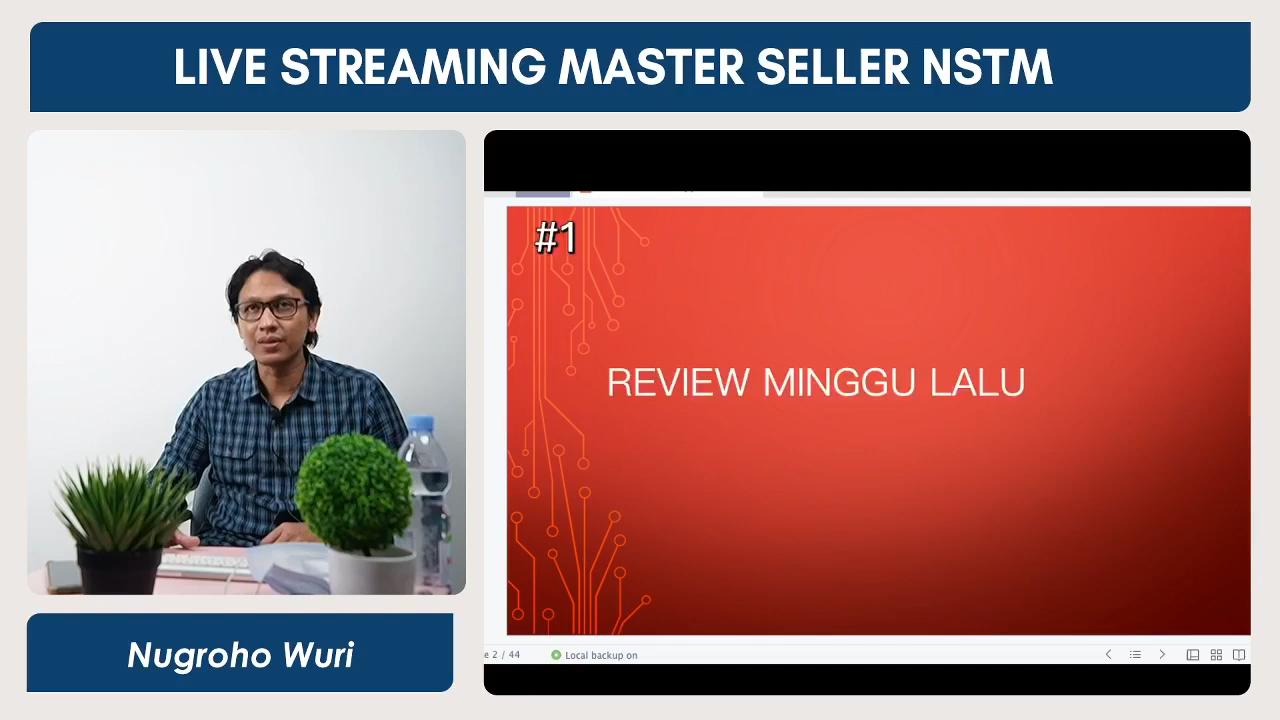 LIVE STREAMING MASTER SELLER NSTM
#1
REVIEW MINGGU LALU
e 2 / 44
Local backup on
Nugroho Wuri